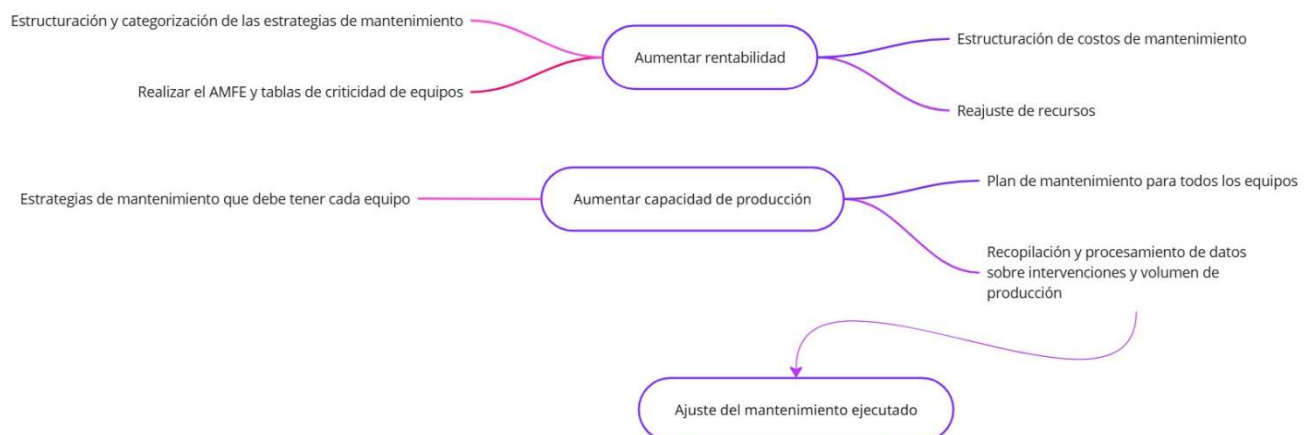 Estructuración y categorización de las estrategias de mantenimiento
Realizar el AMFE y tablas de criticidad de equipos
Aumentar rentabilidad
Estructuración de costos de mantenimiento
Reajuste de recursos
Estrategias de mantenimiento que debe tener cada equipo
Aumentar capacidad de producción
Plan de mantenimiento para todos los equipos
Recopilación y procesamiento de datos
sobre intervenciones y volumen de
producción
Ajuste del mantenimiento ejecutado